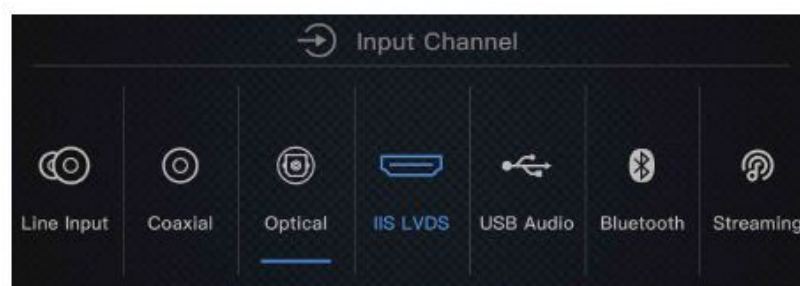 Input Channel
Line Input
Coaxial
Optical
IIS LVDS
USB Audio
Bluetooth
Streaming